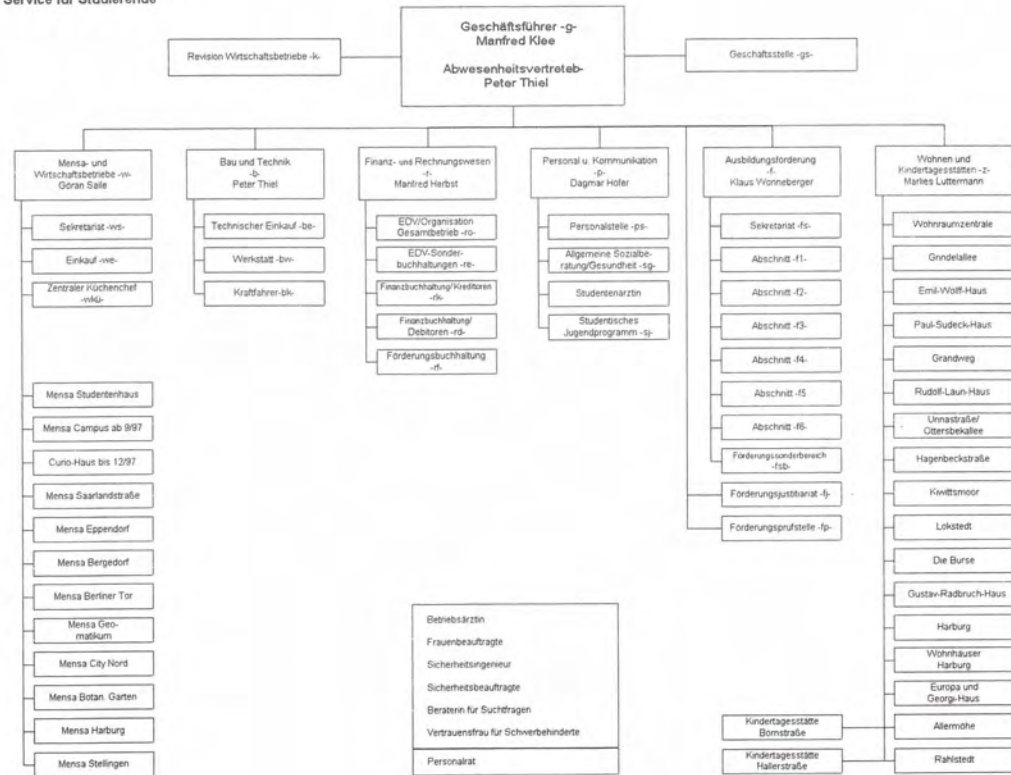 Service für Studierende
Geschäftsführer -g-
Manfred Klee
Abwesenheitsvertreteb-
Peter Thiel
Revision Wirtschaftsbetriebe -k-
Geschäftsstelle -gs-
Mensa- und
Wirtschaftsbetriebe -w-
Göran Salle
Sekretariat -ws-
Einkauf -we-
Zentraler Küchenchef
-wkü-
Mensa Studentenhaus
Mensa Campus ab 9/97
Curio-Haus bis 12/97
Mensa Saarlandstraße
Mensa Eppendorf
Mensa Bergedorf
Mensa Berliner Tor
Mensa Geo-
matikum
Mensa City Nord
Mensa Botan. Garten
Mensa Harburg
Mensa Stellingen
Bau und Technik
-b-
Peter Thiel
Technischer Einkauf -be-
Werkstatt -bw-
Kraftfahrer-bk-
Finanz- und Rechnungswesen
-r-
Manfred Herbst
EDV/Organisation
Gesamtbetrieb -ro-
EDV-Sonder-
buchhaltungen -re-
Finanzbuchhaltung/Kreditoren
-rk-
Finanzbuchhaltung/
Debitoren -rd-
Förderungsbuchhaltung
-rf-
Personal u. Kommunikation
-p-
Dagmar Hofer
Personalstelle -ps-
Allgemeine Sozialbe-
ratung/Gesundheit -sg-
Studentenärztin
Studentisches
Jugendprogramm -sj-
Ausbildungsförderung
-f-
Klaus Wonneberger
Sekretariat -fs-
Abschnitt -f1-
Abschnitt -f2-
Abschnitt -f3-
Abschnitt -f4-
Abschnitt -f5
Abschnitt -f6-
Förderungssonderbereich
-fsb-
Förderungsjustitiariat -fj-
Förderungsprüfstelle -fp-
Wohnen und
Kindertagesstätten -z-
Marlies Luttermann
Wohnraumzentrale
Grindelallee
Emil-Wolff-Haus
Paul-Sudeck-Haus
Grandweg
Rudolf-Laun-Haus
Unnastraße/
Ottersbekallee
Hagenbeckstraße
Kiwittsmoor
Lokstedt
Die Burse
Gustav-Radbruch-Haus
Harburg
Wohnhäuser
Harburg
Europa und
Georgi-Haus
Allermöhe
Rahlstedt
Kindertagesstätte
Bornstraße
Kindertagesstätte
Hallerstraße
Betriebsärztin
Frauenbeauftragte
Sicherheitsingenieur
Sicherheitsbeauftragte
Beraterin für Suchtfragen
Vertrauensfrau für Schwerbehinderte
Personalrat